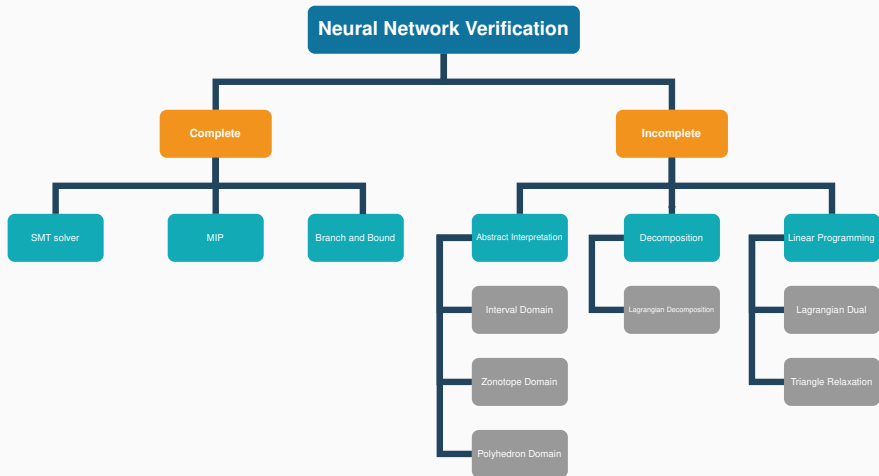 Neural Network Verification
Complete
Incomplete
SMT solver
MIP
Branch and Bound
Abstract Interpretation
Decomposition
Linear Programming
Interval Domain
Lagrangian Decomposition
Lagrangian Dual
Zonotope Domain
Triangle Relaxation
Polyhedron Domain